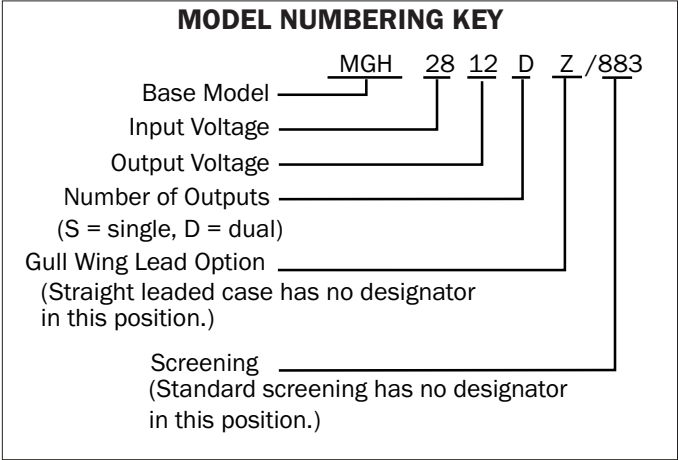 MODEL NUMBERING KEY
MGH 28 12 D Z /883
Base Model
Input Voltage
Output Voltage
Number of Outputs
(S = single, D = dual)
Gull Wing Lead Option
(Straight leaded case has no designator
in this position.)
Screening
(Standard screening has no designator
in this position.)